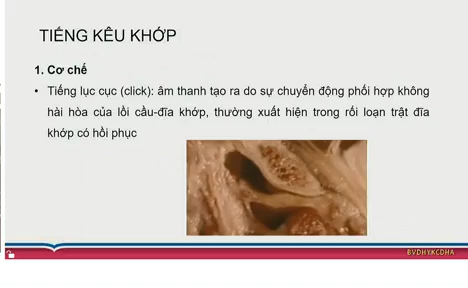 TIẾNG KÊU KHỚP
1. Cơ chế
• Tiếng lục cục (click): âm thanh tạo ra do sự chuyển động phối hợp không
hài hòa của lồi cầu-đĩa khớp, thường xuất hiện trong rối loạn trật đĩa
khớp có hồi phục
BVDHYKCDHA